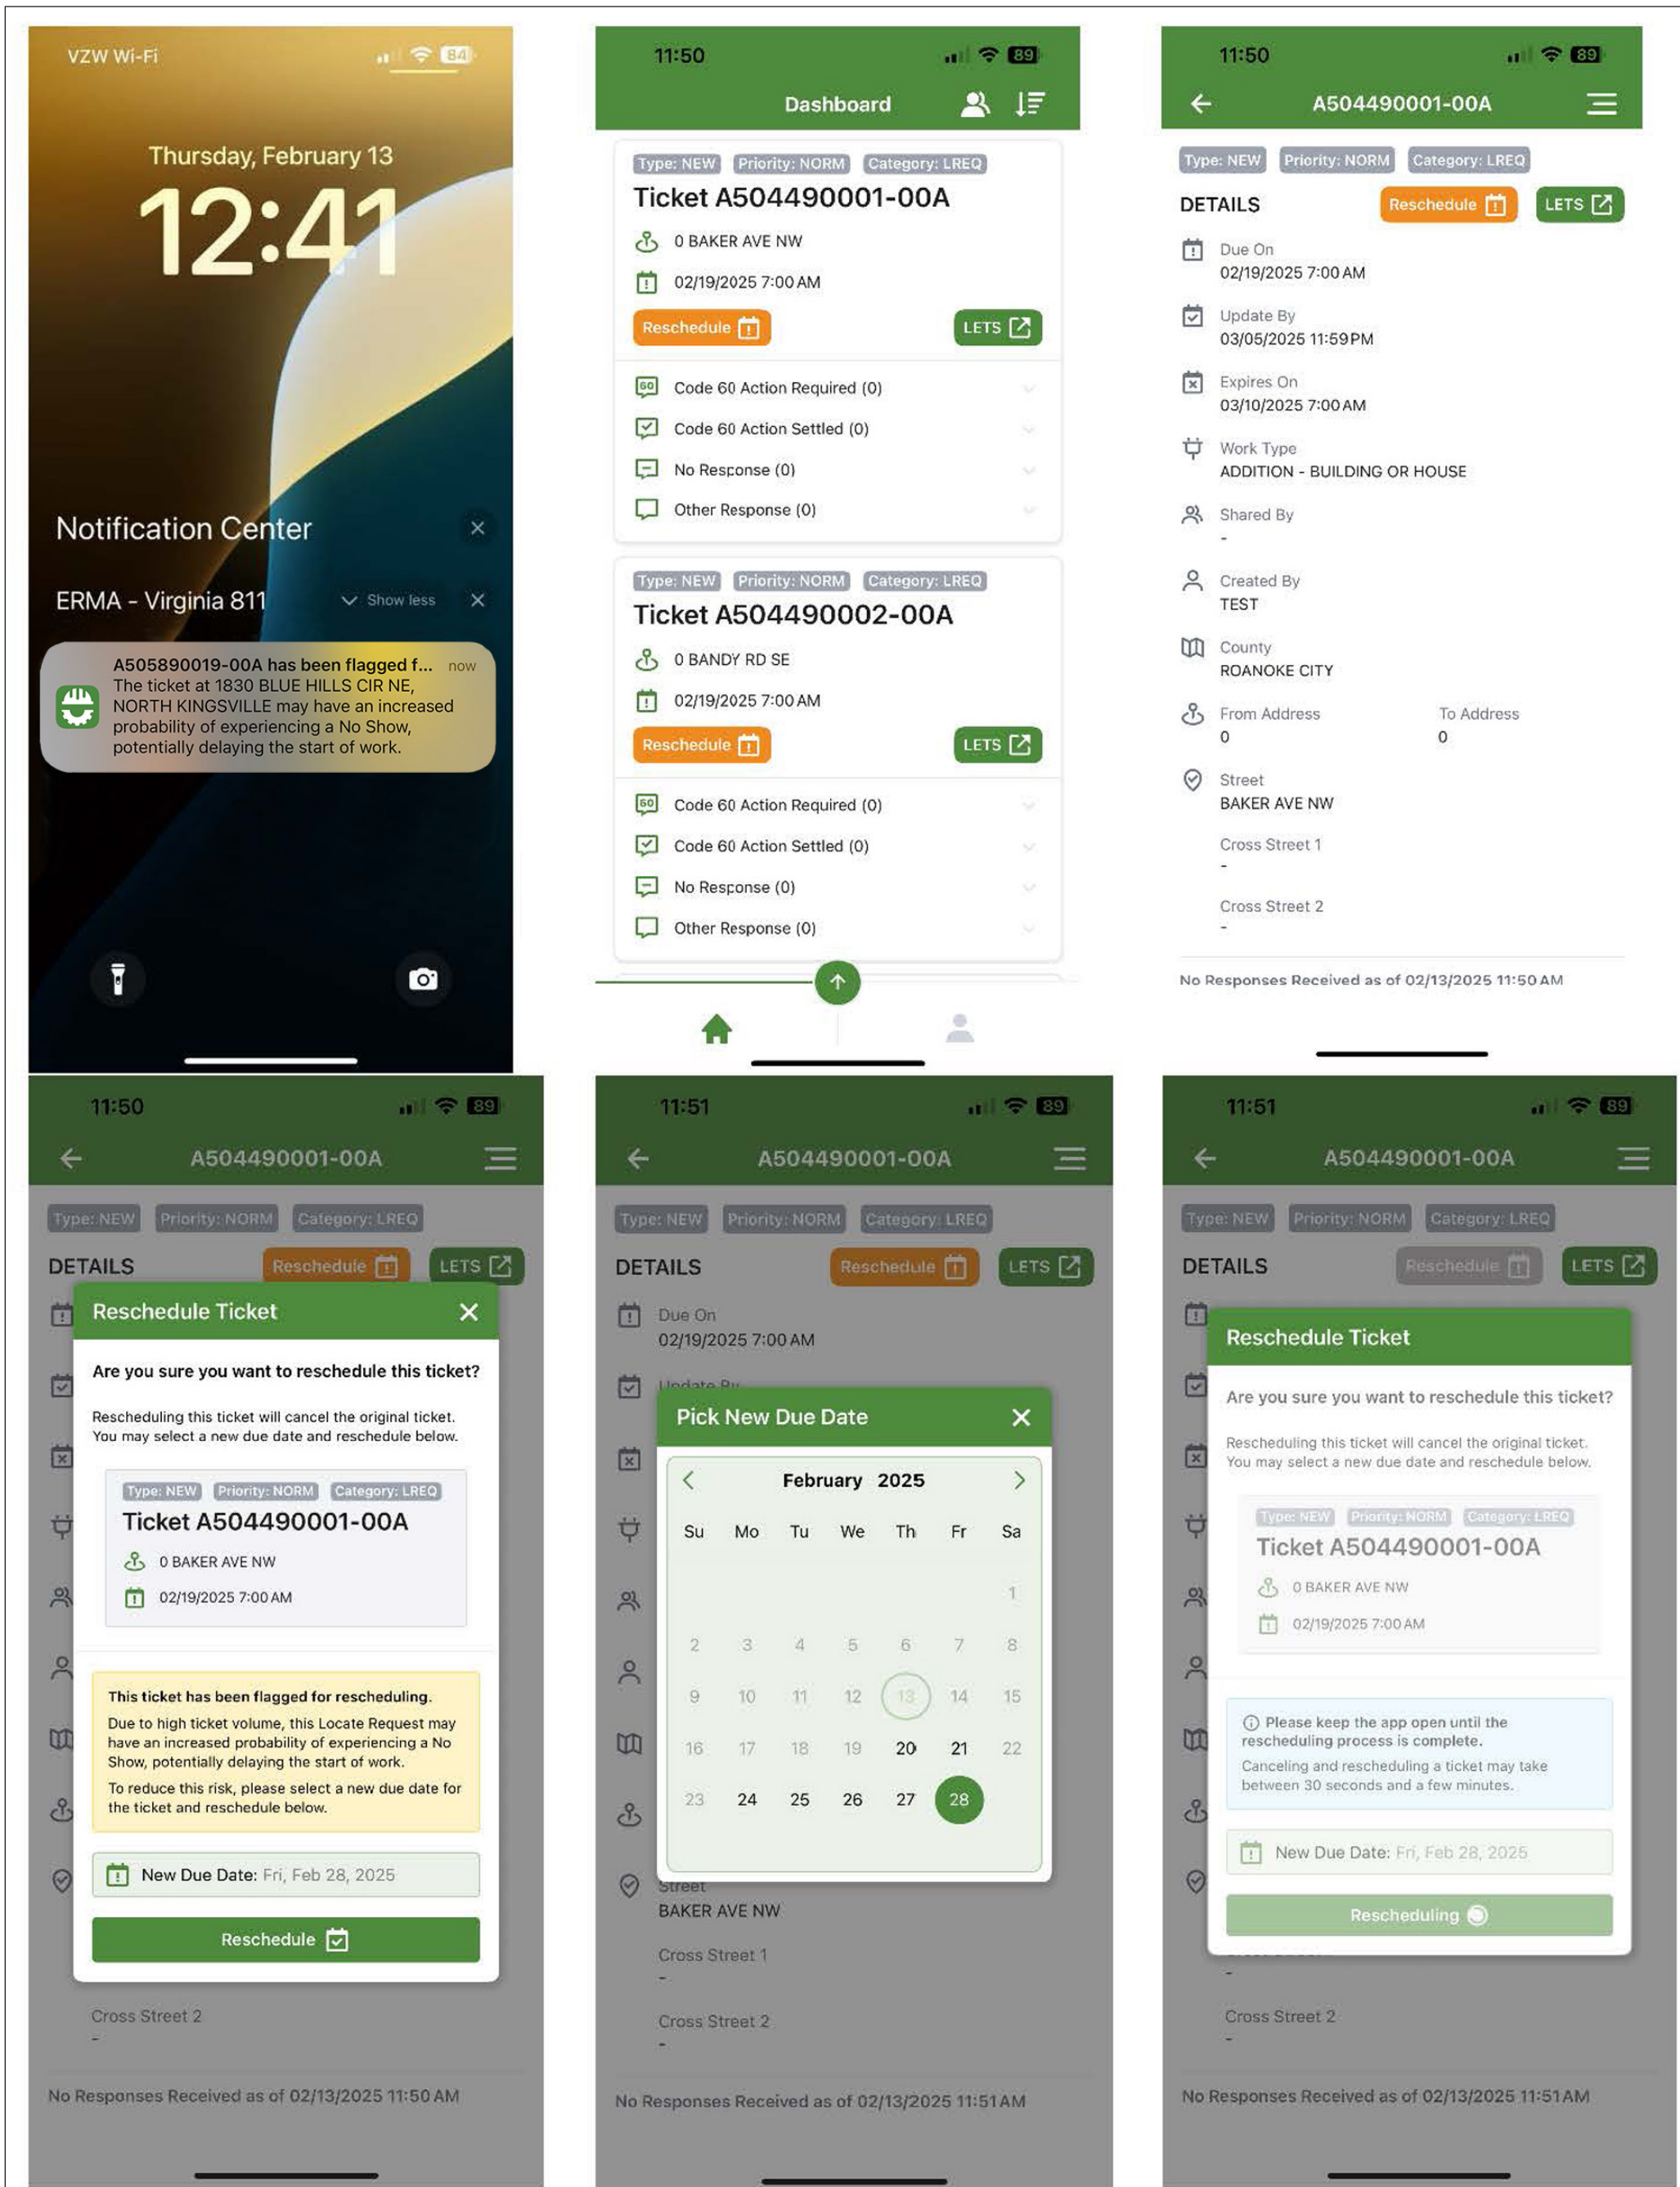 VZW Wi-Fi
84
Thursday, February 13
12:41
Notification Center
ERMA - Virginia 811
Show less
A505890019-00A has been flagged f...
now
The ticket at 1830 BLUE HILLS CIR NE,
NORTH KINGSVILLE may have an increased
probability of experiencing a No Show,
potentially delaying the start of work.
11:50
89
Dashboard
Type: NEW Priority: NORM Category: LREQ
Ticket A504490001-00A
0 BAKER AVE NW
02/19/2025 7:00 AM
Reschedule
LETS
60
Code 60 Action Required (0)
Code 60 Action Settled (0)
No Response (0)
Other Response (0)
Type: NEW Priority: NORM Category: LREQ
Ticket A504490002-00A
0 BANDY RD SE
02/19/2025 7:00 AM
Reschedule
LETS
60
Code 60 Action Required (0)
Code 60 Action Settled (0)
No Response (0)
Other Response (0)
11:50
89
A504490001-00A
Type: NEW Priority: NORM Category: LREQ
DETAILS
Reschedule
LETS
Due On
02/19/2025 7:00 AM
Update By
03/05/2025 11:59 PM
Expires On
03/10/2025 7:00 AM
Work Type
ADDITION - BUILDING OR HOUSE
Shared By
-
Created By
TEST
County
ROANOKE CITY
From Address To Address
0 0
Street
BAKER AVE NW
Cross Street 1
-
Cross Street 2
-
No Responses Received as of 02/13/2025 11:50 AM
11:50
89
A504490001-00A
Type: NEW Priority: NORM Category: LREQ
DETAILS
Reschedule
LETS
Reschedule Ticket
Are you sure you want to reschedule this ticket?
Rescheduling this ticket will cancel the original ticket.
You may select a new due date and reschedule below.
Type: NEW Priority: NORM Category: LREQ
Ticket A504490001-00A
0 BAKER AVE NW
02/19/2025 7:00 AM
This ticket has been flagged for rescheduling.
Due to high ticket volume, this Locate Request may
have an increased probability of experiencing a No
Show, potentially delaying the start of work.
To reduce this risk, please select a new due date for
the ticket and reschedule below.
New Due Date: Fri, Feb 28, 2025
Reschedule
Cross Street 2
-
No Responses Received as of 02/13/2025 11:50 AM
11:51
89
A504490001-00A
Type: NEW Priority: NORM Category: LREQ
DETAILS
Reschedule
LETS
Due On
02/19/2025 7:00 AM
Update By
Pick New Due Date
February 2025
Su Mo Tu We Th Fr Sa
1
2 3 4 5 6 7 8
9 10 11 12 13 14 15
16 17 18 19 20 21 22
23 24 25 26 27 28
Street
BAKER AVE NW
Cross Street 1
-
Cross Street 2
-
No Responses Received as of 02/13/2025 11:51 AM
11:51
89
A504490001-00A
Type: NEW Priority: NORM Category: LREQ
DETAILS
Reschedule
LETS
Reschedule Ticket
Are you sure you want to reschedule this ticket?
Rescheduling this ticket will cancel the original ticket.
You may select a new due date and reschedule below.
Type: NEW Priority: NORM Category: LREQ
Ticket A504490001-00A
0 BAKER AVE NW
02/19/2025 7:00 AM
Please keep the app open until the
rescheduling process is complete.
Canceling and rescheduling a ticket may take
between 30 seconds and a few minutes.
New Due Date: Fri, Feb 28, 2025
Rescheduling
-
Cross Street 2
-
No Responses Received as of 02/13/2025 11:51 AM